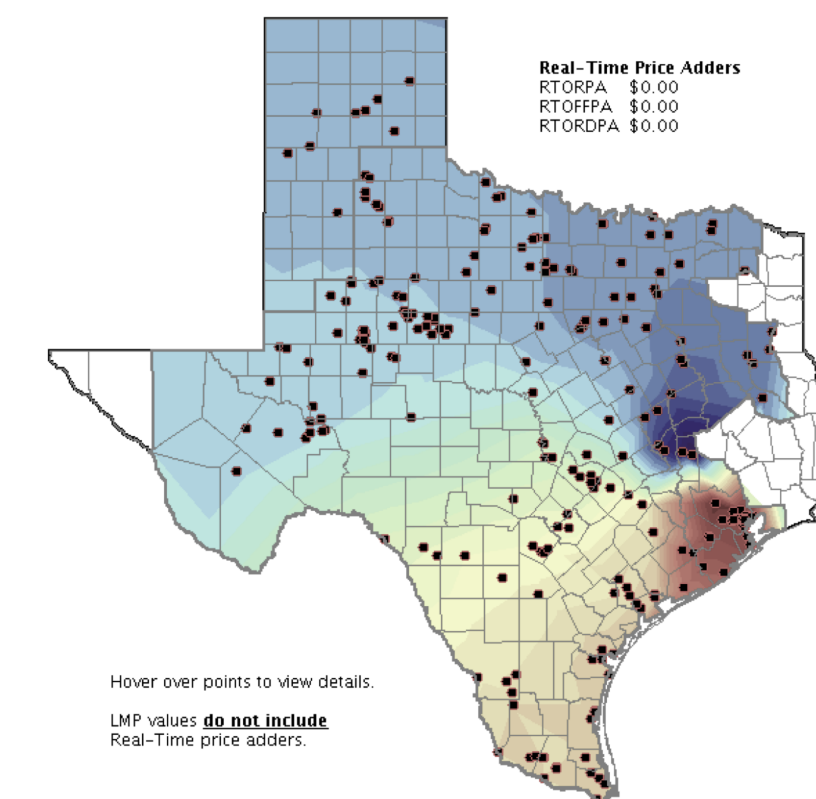 Real-Time Price Adders
RTORPA $0.00
RTOFFPA $0.00
RTORDPA $0.00
Hover over points to view details.
LMP values do not include
Real-Time price adders.